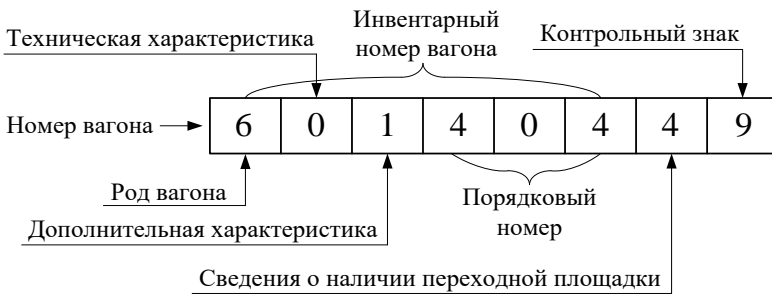 Инвентарный
номер вагона
Техническая характеристика
Контрольный знак
Номер вагона
6 0 1 4 0 4 4 9
Род вагона
Порядковый
номер
Дополнительная характеристика
Сведения о наличии переходной площадки